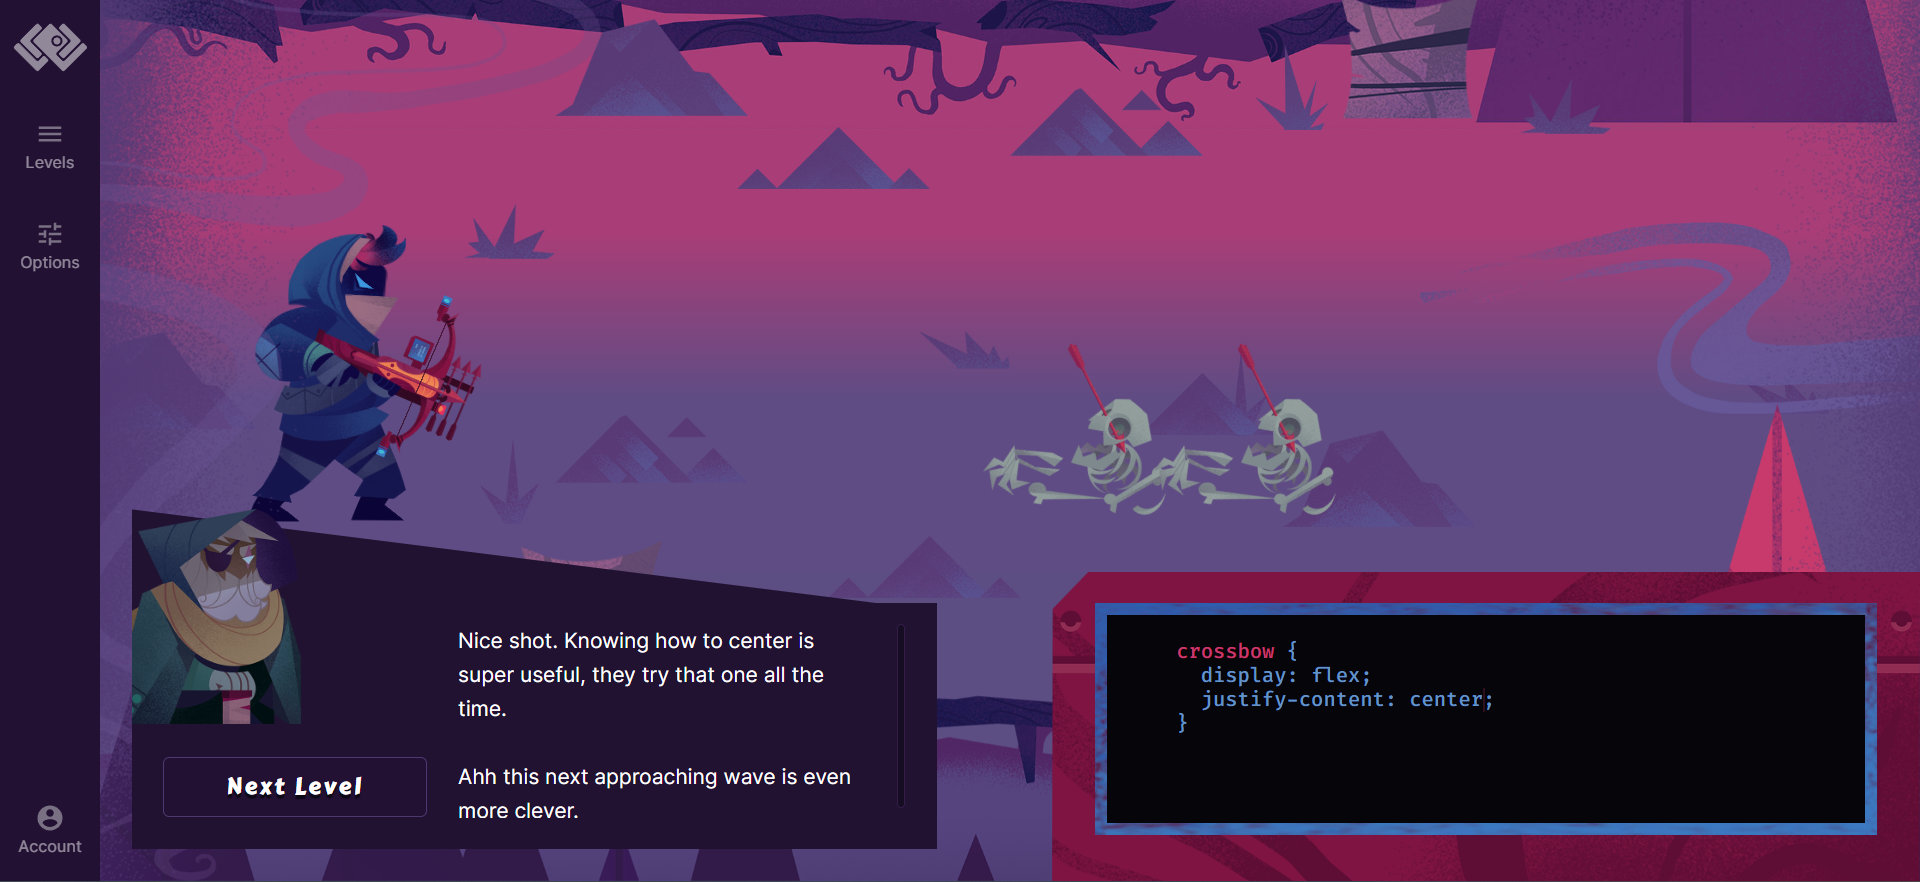 Levels
Options
Nice shot. Knowing how to center is
super useful, they try that one all the
time.
Ahh this next approaching wave is even
more clever.
Next Level
crossbow {
display: flex;
justify-content: center;
}
Account